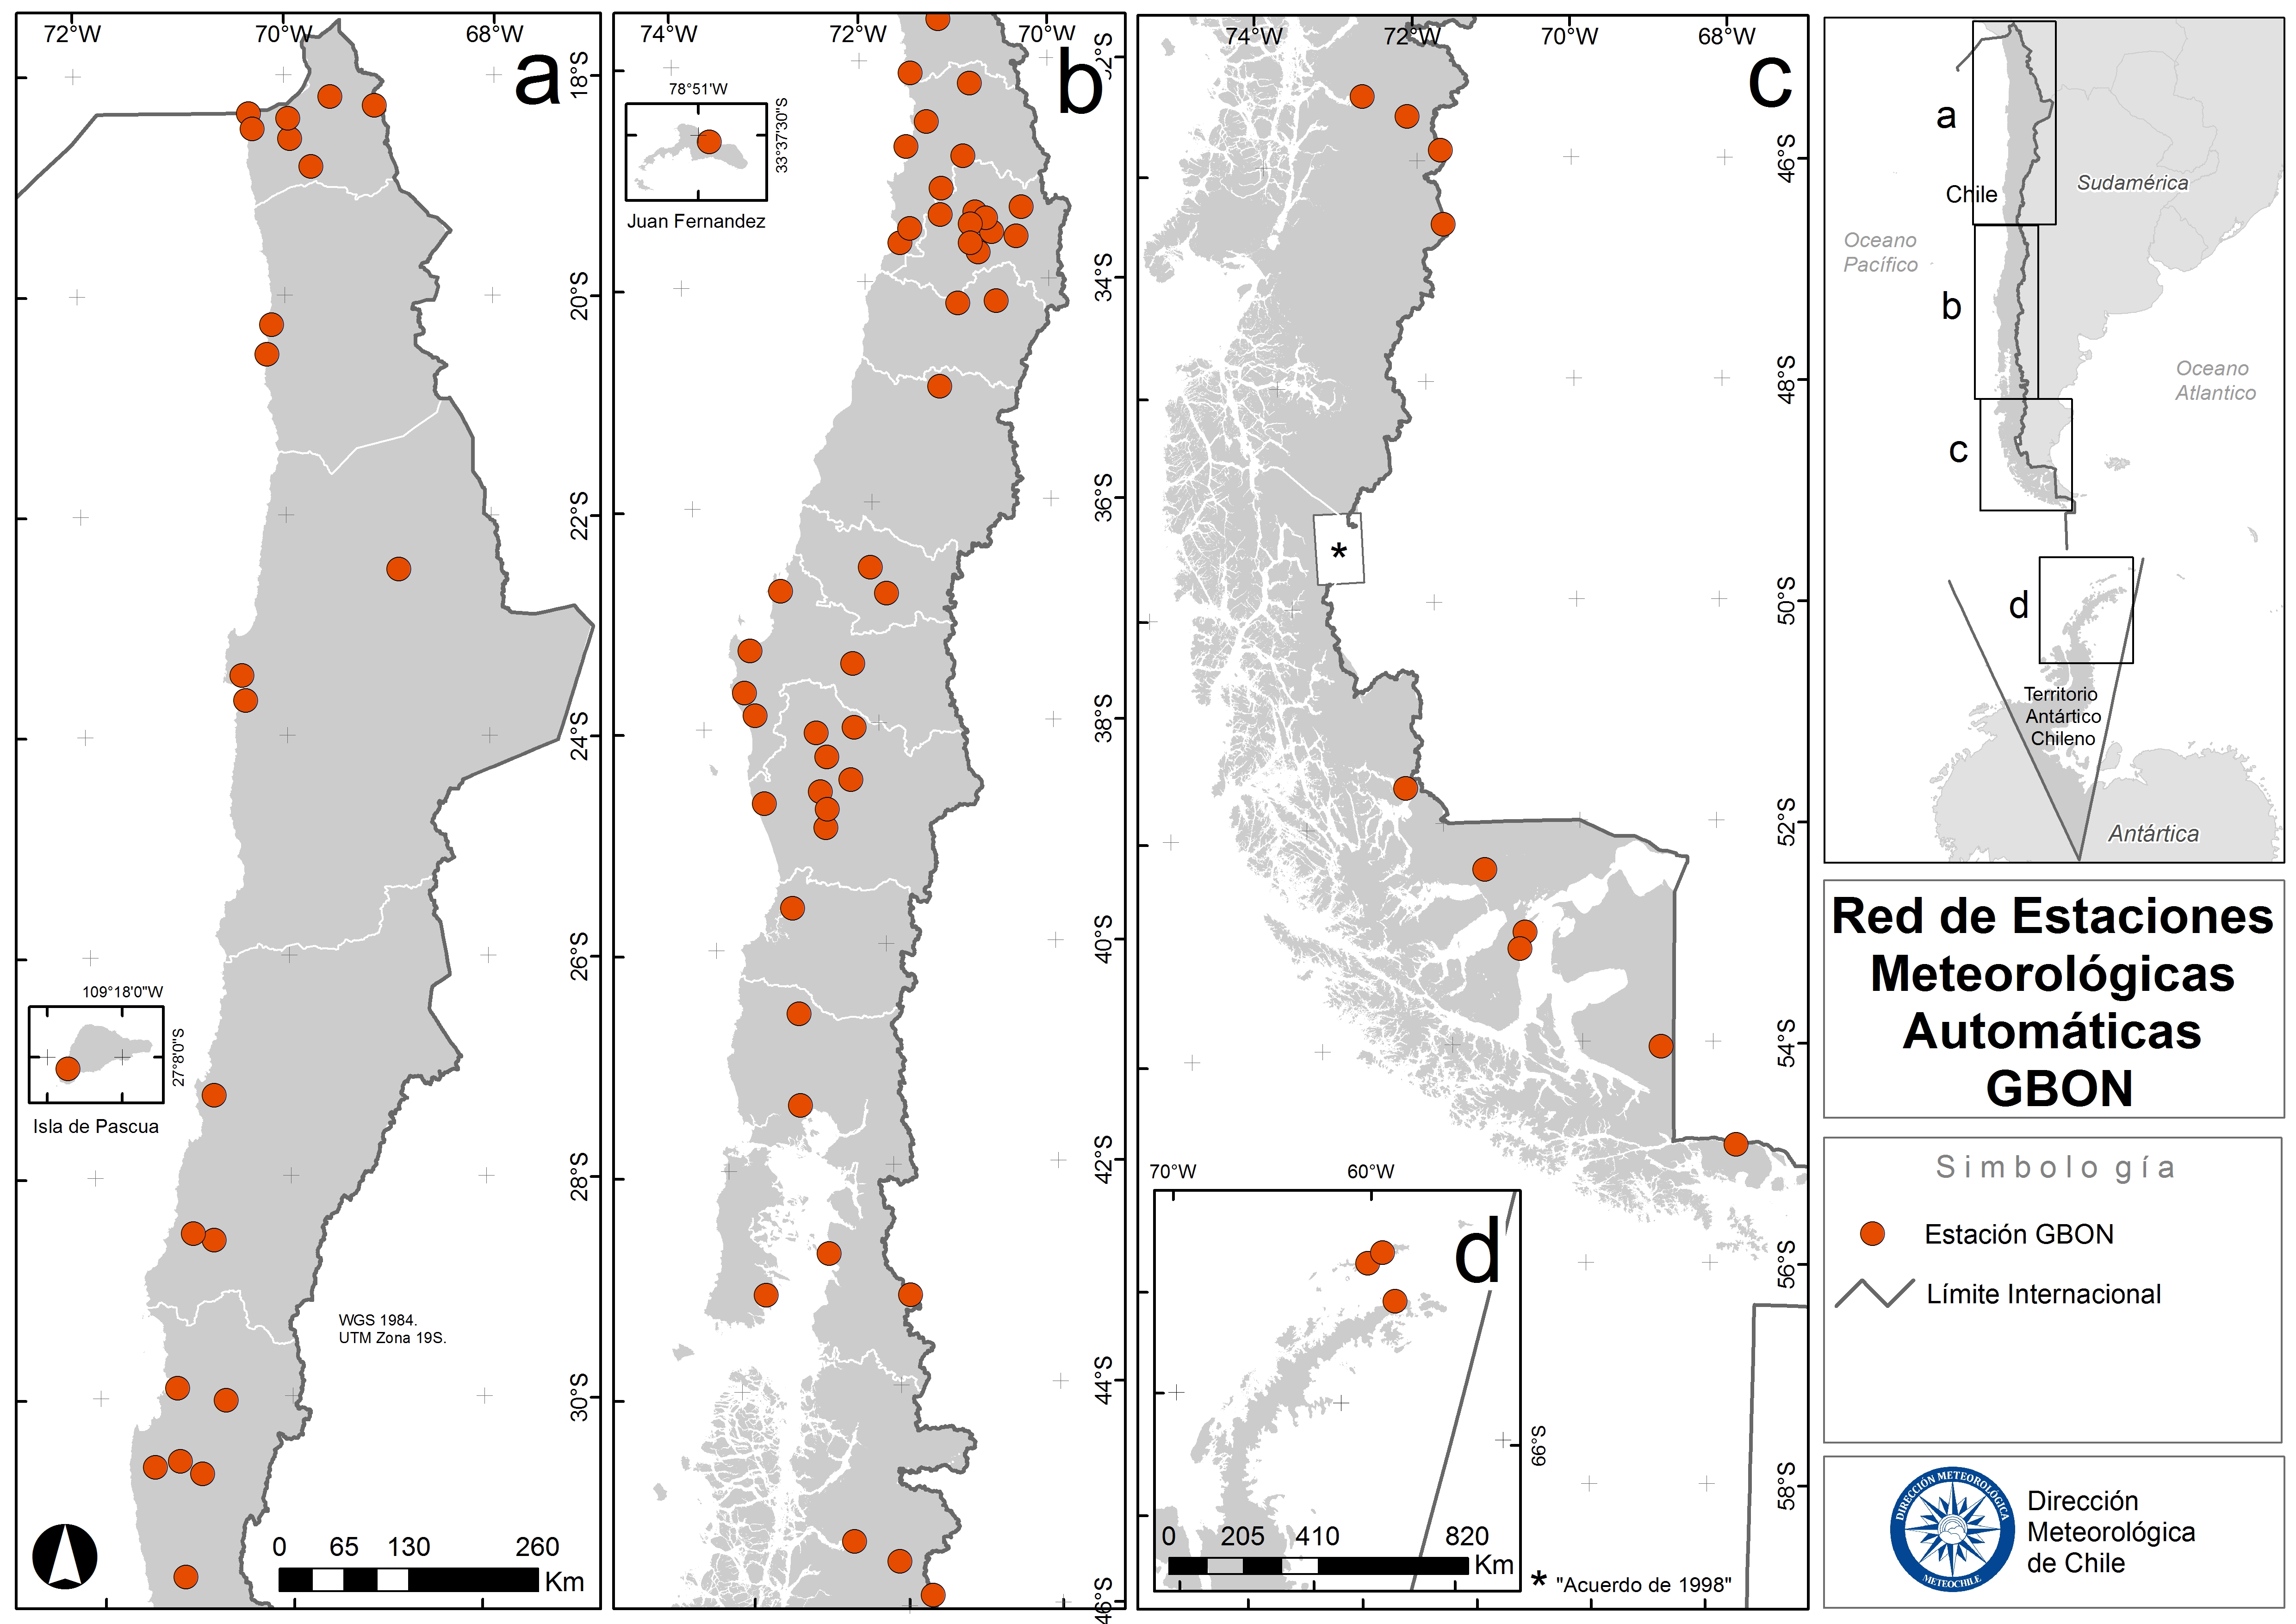 72°W
70°W
68°W
a
18°S
20°S
22°S
24°S
26°S
28°S
30°S
109°18'0"W
27°8'0"S
Isla de Pascua
WGS 1984.
UTM Zona 19S.
0 65 130 260
Km
74°W
72°W
70°W
b
32°S
34°S
36°S
38°S
40°S
42°S
44°S
46°S
78°51'W
33°37'30"S
Juan Fernandez
74°W
72°W
70°W
68°W
c
46°S
48°S
50°S
52°S
54°S
56°S
58°S
*
70°W
60°W
d
66°S
0 205 410 820
Km
* "Acuerdo de 1998"
a
Chile
Sudamérica
Oceano
Pacífico
b
Oceano
Atlantico
c
d
Territorio
Antártico
Chileno
Antártica
Red de Estaciones
Meteorológicas
Automáticas
GBON
Simbología
Estación GBON
Límite Internacional
DIRECCIÓN METEOROLÓGICA
DE CHILE
METEOCHILE
Dirección
Meteorológica
de Chile